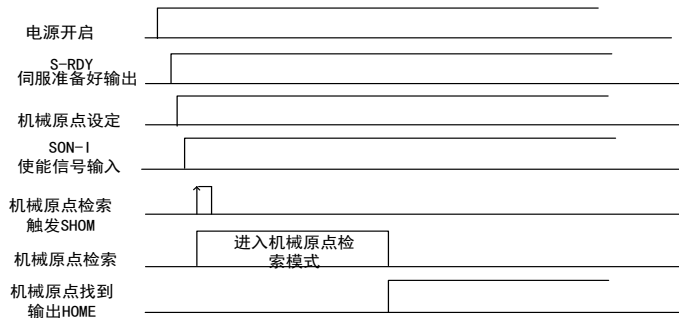 电源开启
S-RDY
伺服准备好输出
机械原点设定
SON-I
使能信号输入
机械原点检索
触发SHOM
机械原点检索
进入机械原点检
索模式
机械原点找到
输出HOME